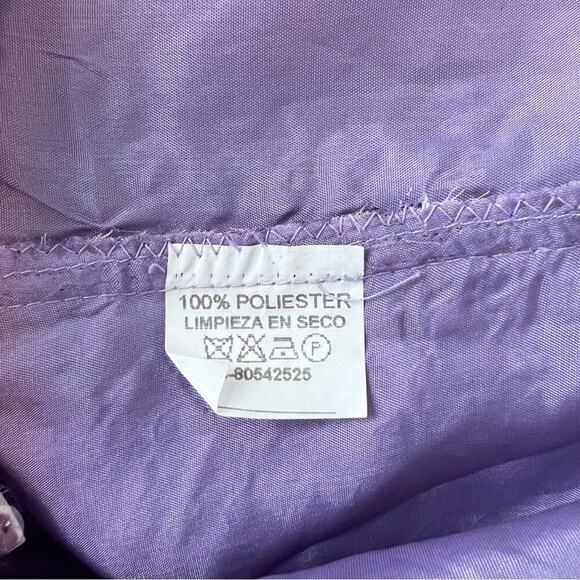 100% POLIESTER
LIMPIEZA EN SECO
P
-80542525